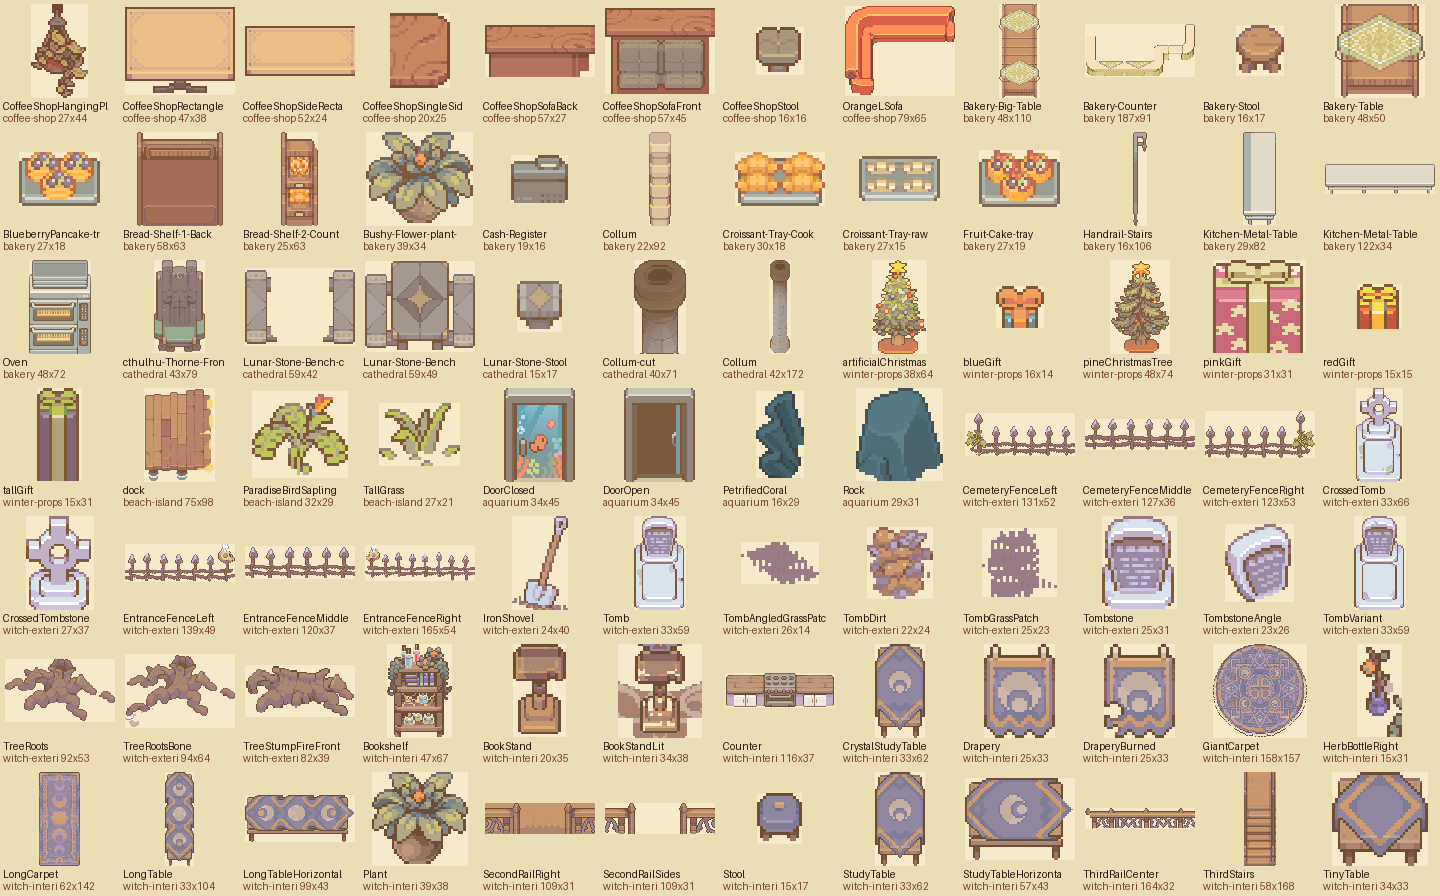 CoffeeShopHangingPl CoffeeShopRectangle CoffeeShopSideRecta CoffeeShopSingleSid CoffeeShopSofaBack CoffeeShopSofaFront CoffeeShopStool OrangeLSofa Bakery-Big-Table Bakery-Counter Bakery-Stool Bakery-Table
coffee-shop 27x44 coffee-shop 47x38 coffee-shop 52x24 coffee-shop 20x25 coffee-shop 57x27 coffee-shop 57x45 coffee-shop 16x16 coffee-shop 79x65 bakery 48x110 bakery 187x91 bakery 16x17 bakery 48x50
BlueberryPancake-tr Bread-Shelf-1-Back Bread-Shelf-2-Count Bushy-Flower-plant- Cash-Register Collum Croissant-Tray-Cook Croissant-Tray-raw Fruit-Cake-tray Handrail-Stairs Kitchen-Metal-Table Kitchen-Metal-Table
bakery 27x18 bakery 58x63 bakery 25x63 bakery 39x34 bakery 19x16 bakery 22x92 bakery 30x18 bakery 27x15 bakery 27x19 bakery 16x106 bakery 29x82 bakery 122x34
Oven cthulhu-Thorne-Fron Lunar-Stone-Bench-c Lunar-Stone-Bench Lunar-Stone-Stool Collum-cut Collum artificialChristmas blueGift pineChristmasTree pinkGift redGift
bakery 48x72 cathedral 43x79 cathedral 59x42 cathedral 59x49 cathedral 15x17 cathedral 40x71 cathedral 42x172 winter-props 38x64 winter-props 16x14 winter-props 48x74 winter-props 31x31 winter-props 15x15
tallGift dock ParadiseBirdSapling TallGrass DoorClosed DoorOpen PetrifiedCoral Rock CemeteryFenceLeft CemeteryFenceMiddle CemeteryFenceRight CrossedTomb
winter-props 15x31 beach-island 75x98 beach-island 32x29 beach-island 27x21 aquarium 34x45 aquarium 34x45 aquarium 16x29 aquarium 29x31 witch-exteri 131x52 witch-exteri 127x36 witch-exteri 123x53 witch-exteri 33x66
CrossedTombstone EntranceFenceLeft EntranceFenceMiddle EntranceFenceRight IronShovel Tomb TombAngledGrassPatc TombDirt TombGrassPatch Tombstone TombstoneAngle TombVariant
witch-exteri 27x37 witch-exteri 139x49 witch-exteri 120x37 witch-exteri 165x54 witch-exteri 24x40 witch-exteri 33x59 witch-exteri 26x14 witch-exteri 22x24 witch-exteri 25x23 witch-exteri 25x31 witch-exteri 23x26 witch-exteri 33x59
TreeRoots TreeRootsBone TreeStumpFireFront Bookshelf BookStand BookStandLit Counter CrystalStudyTable Drapery DraperyBurned GiantCarpet HerbBottleRight
witch-exteri 92x53 witch-exteri 94x64 witch-exteri 82x39 witch-interi 47x67 witch-interi 20x35 witch-interi 34x38 witch-interi 116x37 witch-interi 33x62 witch-interi 25x33 witch-interi 25x33 witch-interi 158x157 witch-interi 15x31
LongCarpet LongTable LongTableHorizontal Plant SecondRailRight SecondRailSides Stool StudyTable StudyTableHorizonta ThirdRailCenter ThirdStairs TinyTable
witch-interi 62x142 witch-interi 33x104 witch-interi 99x43 witch-interi 39x38 witch-interi 109x31 witch-interi 109x31 witch-interi 15x17 witch-interi 33x62 witch-interi 57x43 witch-interi 164x32 witch-interi 58x168 witch-interi 34x33